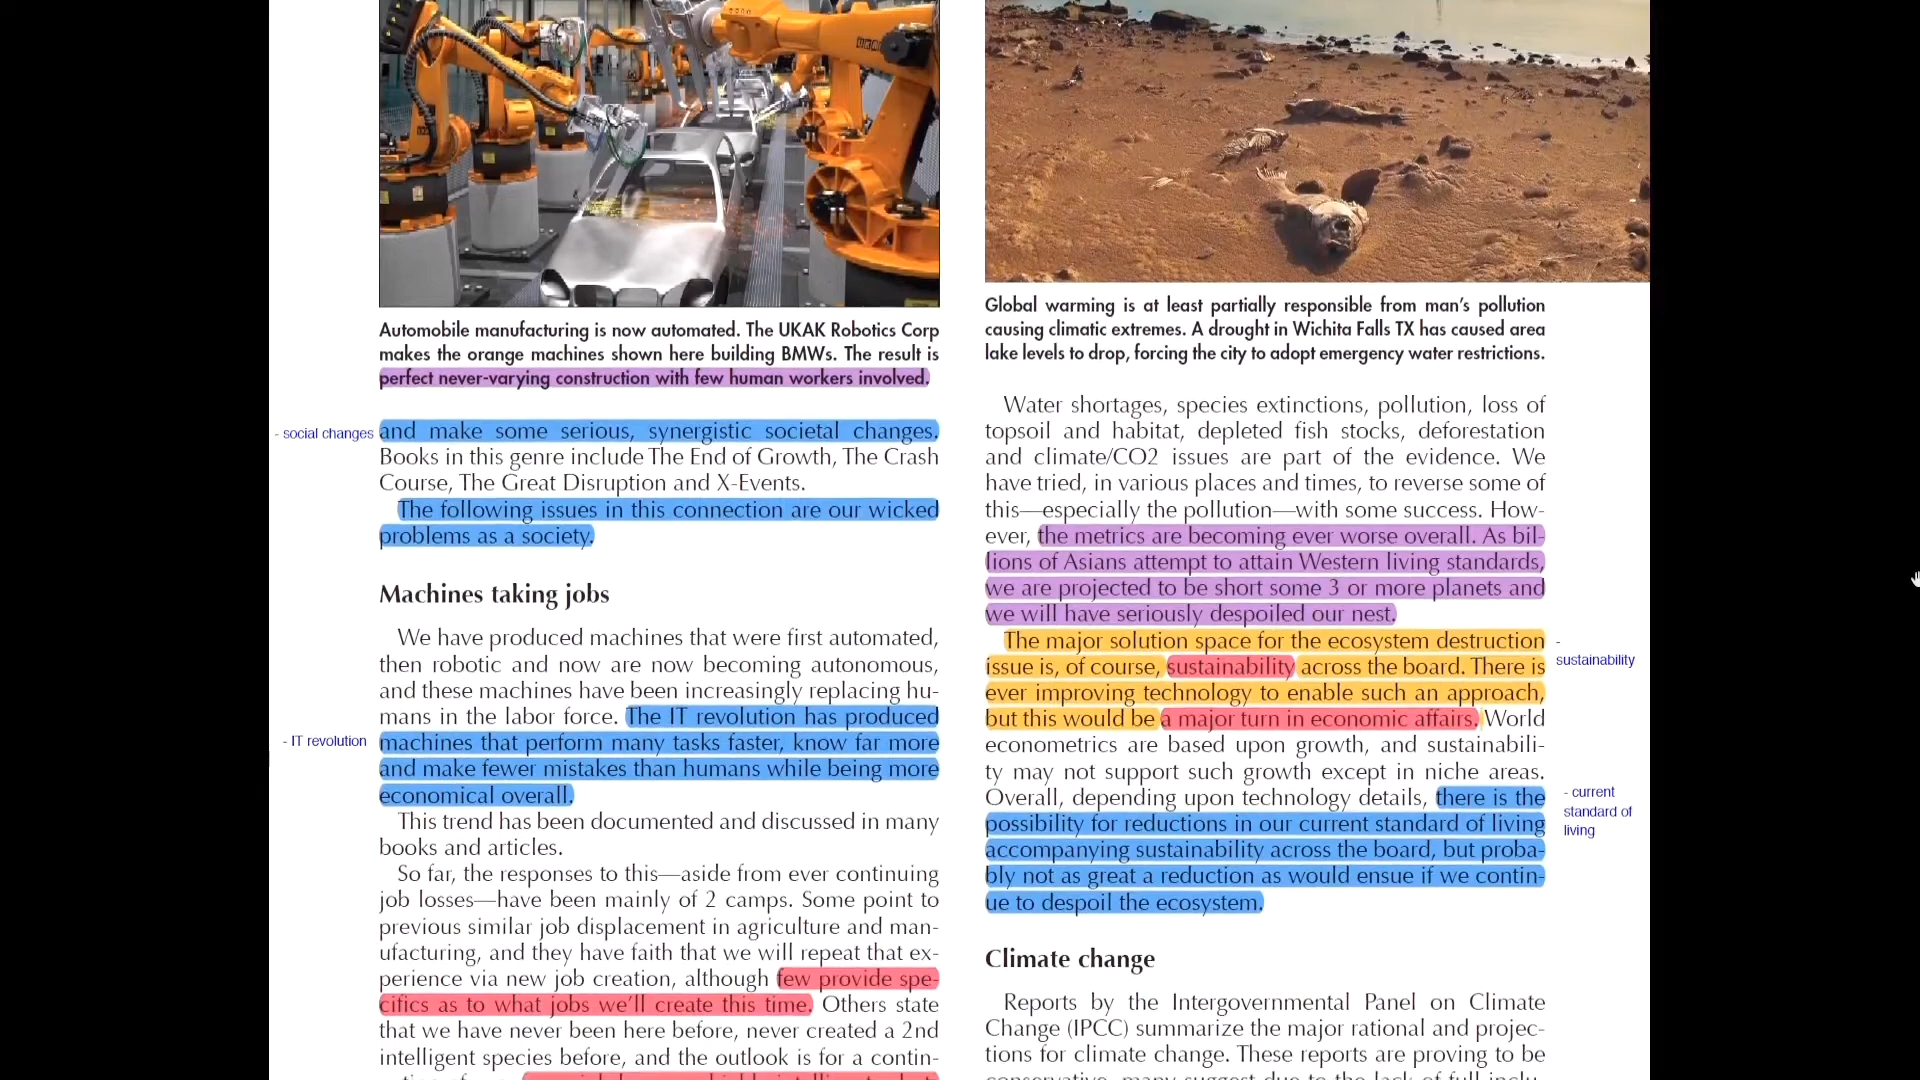 Automobile manufacturing is now automated. The UKAK Robotics Corp
makes the orange machines shown here building BMWs. The result is
perfect never-varying construction with few human workers involved.
- social changes
and make some serious, synergistic societal changes.
Books in this genre include The End of Growth, The Crash
Course, The Great Disruption and X-Events.
The following issues in this connection are our wicked
problems as a society.
Machines taking jobs
We have produced machines that were first automated,
then robotic and now are now becoming autonomous,
and these machines have been increasingly replacing hu-
mans in the labor force. The IT revolution has produced
- IT revolution
machines that perform many tasks faster, know far more
and make fewer mistakes than humans while being more
economical overall.
This trend has been documented and discussed in many
books and articles.
So far, the responses to this—aside from ever continuing
job losses—have been mainly of 2 camps. Some point to
previous similar job displacement in agriculture and man-
ufacturing, and they have faith that we will repeat that ex-
perience via new job creation, although few provide spe-
cifics as to what jobs we'll create this time. Others state
that we have never been here before, never created a 2nd
intelligent species before, and the outlook is for a contin-
Global warming is at least partially responsible from man's pollution
causing climatic extremes. A drought in Wichita Falls TX has caused area
lake levels to drop, forcing the city to adopt emergency water restrictions.
Water shortages, species extinctions, pollution, loss of
topsoil and habitat, depleted fish stocks, deforestation
and climate/CO2 issues are part of the evidence. We
have tried, in various places and times, to reverse some of
this—especially the pollution—with some success. How-
ever, the metrics are becoming ever worse overall. As bil-
lions of Asians attempt to attain Western living standards,
we are projected to be short some 3 or more planets and
we will have seriously despoiled our nest.
The major solution space for the ecosystem destruction
issue is, of course, sustainability across the board. There is
ever improving technology to enable such an approach,
but this would be a major turn in economic affairs. World
econometrics are based upon growth, and sustainabili-
ty may not support such growth except in niche areas.
Overall, depending upon technology details, there is the
possibility for reductions in our current standard of living
accompanying sustainability across the board, but proba-
bly not as great a reduction as would ensue if we contin-
ue to despoil the ecosystem.
-
sustainability
- current
standard of
living
Climate change
Reports by the Intergovernmental Panel on Climate
Change (IPCC) summarize the major rational and projec-
tions for climate change. These reports are proving to be